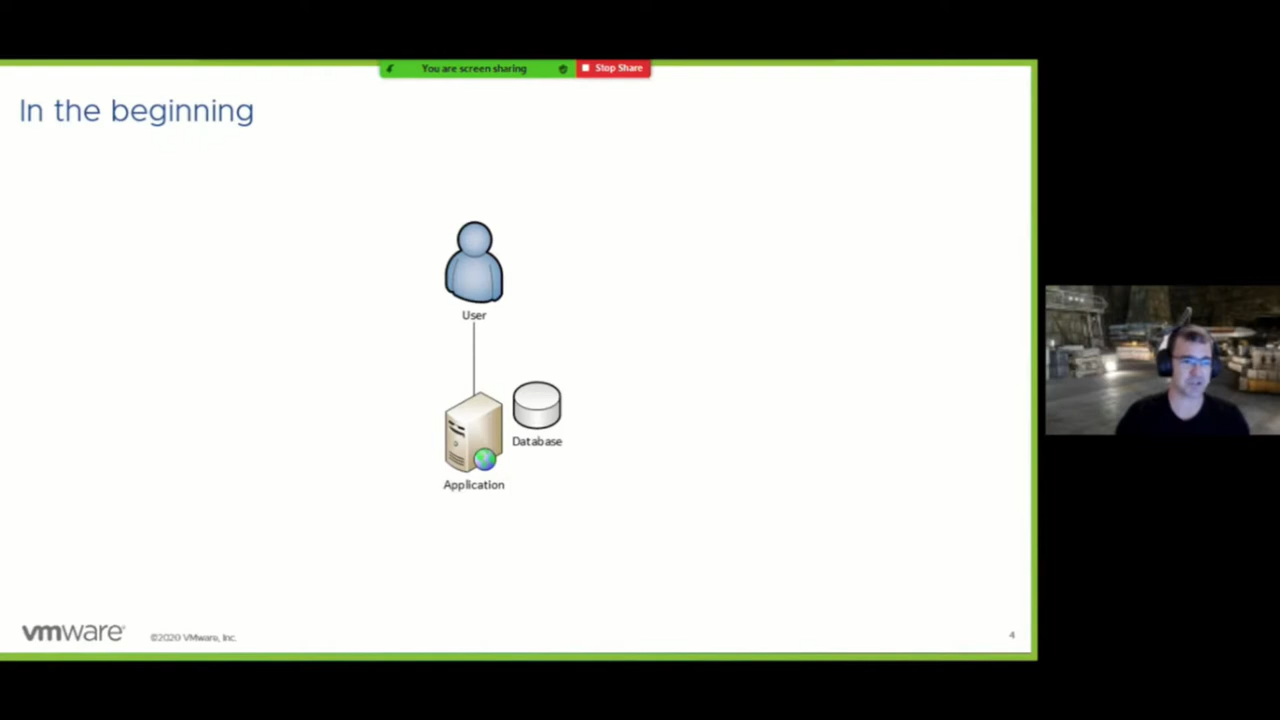 You are screen sharing
Stop Share
In the beginning
User
Database
Application
vmware
©2020 VMware, Inc.
4